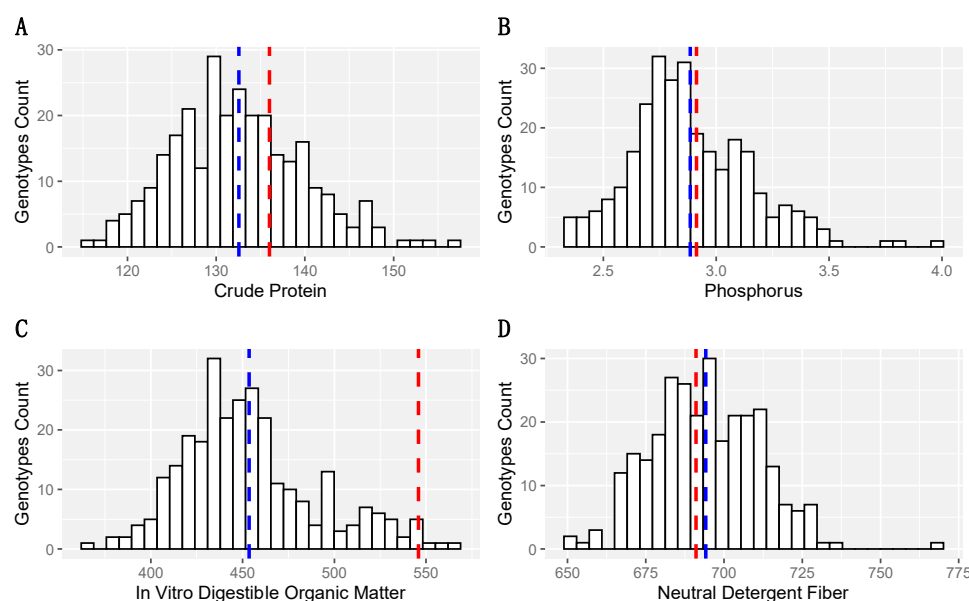 A
Genotypes Count
30
20
10
0
120 130 140 150
Crude Protein
B
Genotypes Count
30
20
10
0
2.5 3.0 3.5 4.0
Phosphorus
C
Genotypes Count
30
20
10
0
400 450 500 550
In Vitro Digestible Organic Matter
D
Genotypes Count
30
20
10
0
650 675 700 725 750 775
Neutral Detergent Fiber